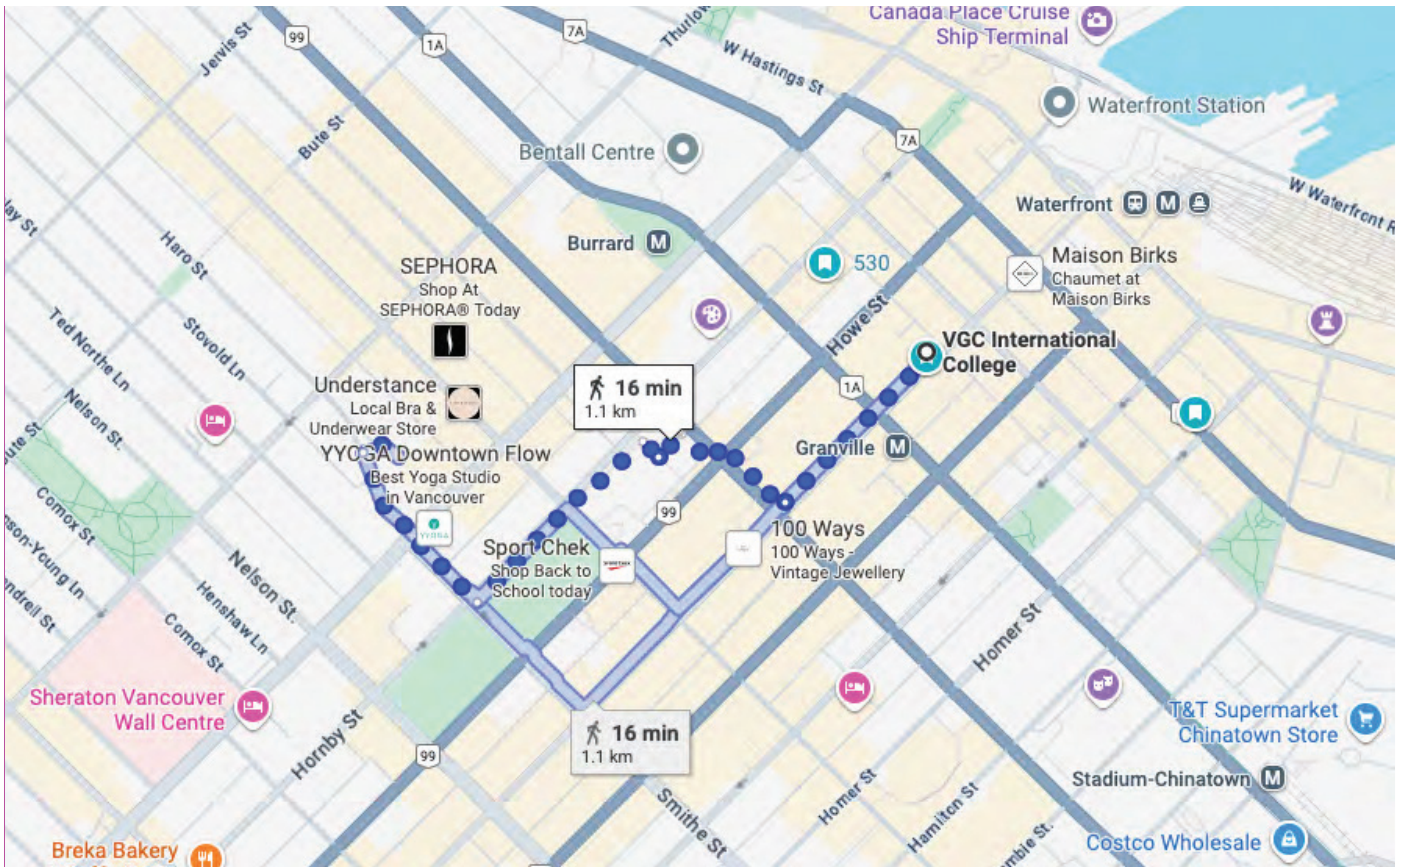 Canada Place Cruise
Ship Terminal
99
1A
7A
Jervis St
W Hastings St
Waterfront Station
Bute St
Bentall Centre
7A
W Waterfront R
Waterfront
M
Burrard
M
530
Maison Birks
Chaumet at
Maison Birks
Haro St
SEPHORA
Shop At
SEPHORA® Today
Howe St
VGC International
College
Ted Northe Ln
Stovold Ln
Understance
Local Bra &
Underwear Store
16 min
1.1 km
1A
Nelson St.
Granville
M
YYOGA Downtown Flow
Best Yoga Studio
in Vancouver
YYOGA
Comox St
99
100 Ways
100 Ways -
Vintage Jewellery
Sport Chek
Shop Back to
School today
Nelson St.
Henshaw Ln
Comox St
Homer St
Sheraton Vancouver
Wall Centre
Hornby St
16 min
1.1 km
99
T&T Supermarket
Chinatown Store
Stadium-Chinatown
M
Smithe St
Homer St
Hamilton St
Costco Wholesale
Breka Bakery